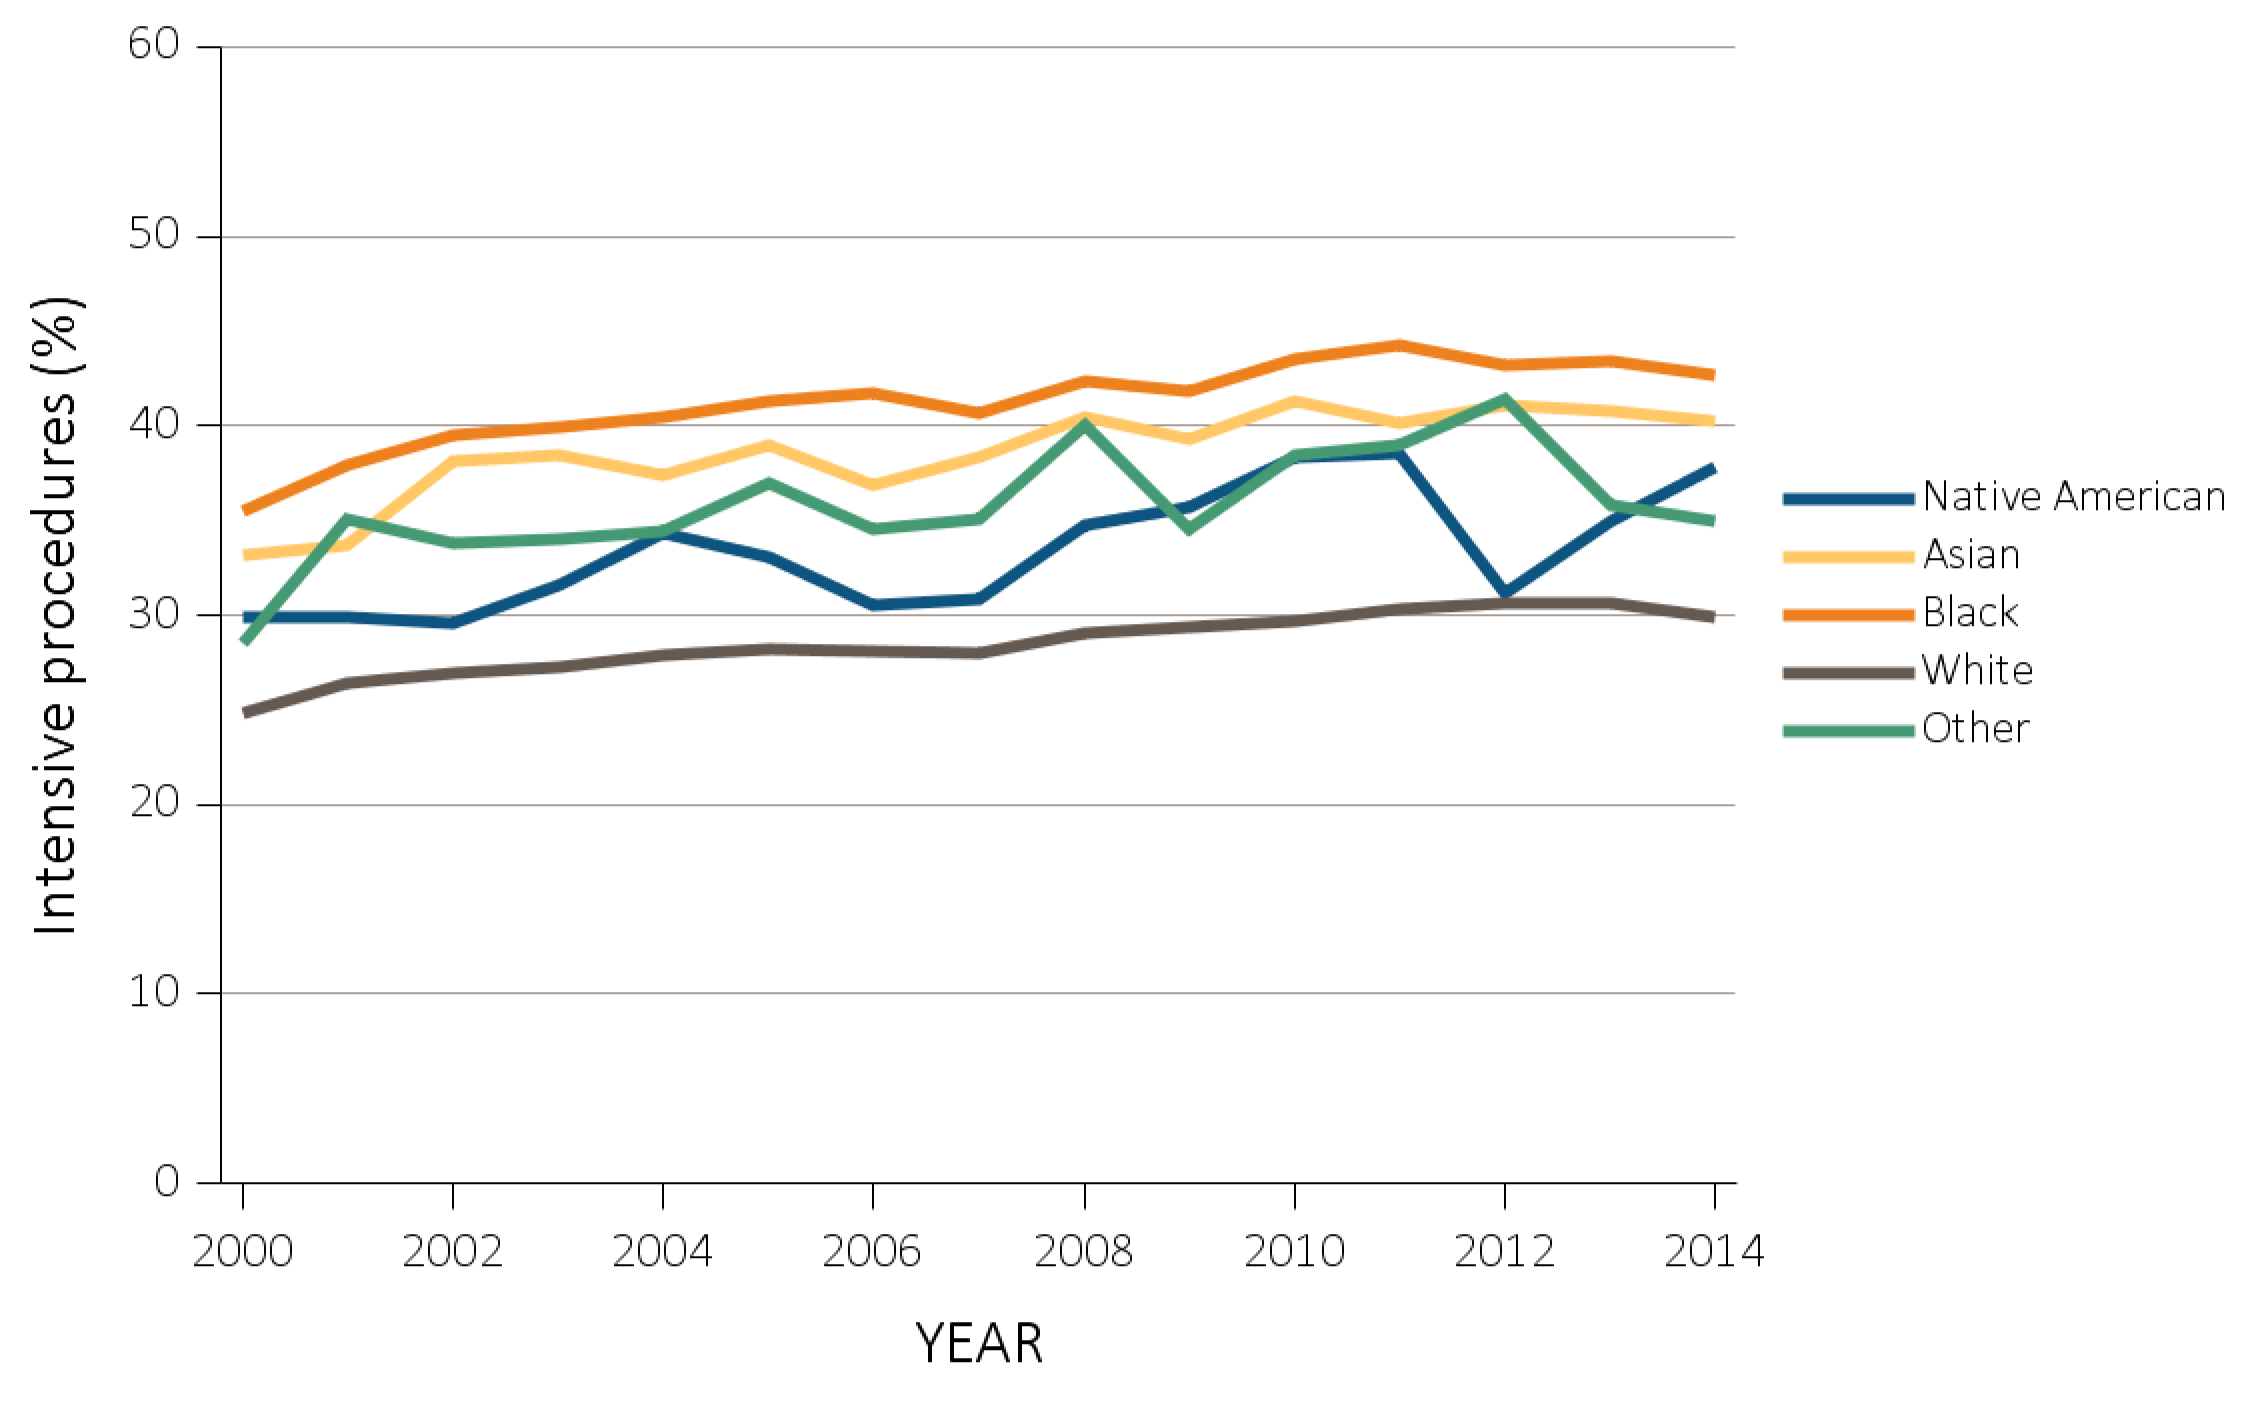 60
50
40
30
20
10
0
Intensive procedures (%)
2000 2002 2004 2006 2008 2010 2012 2014
YEAR
Native American
Asian
Black
White
Other